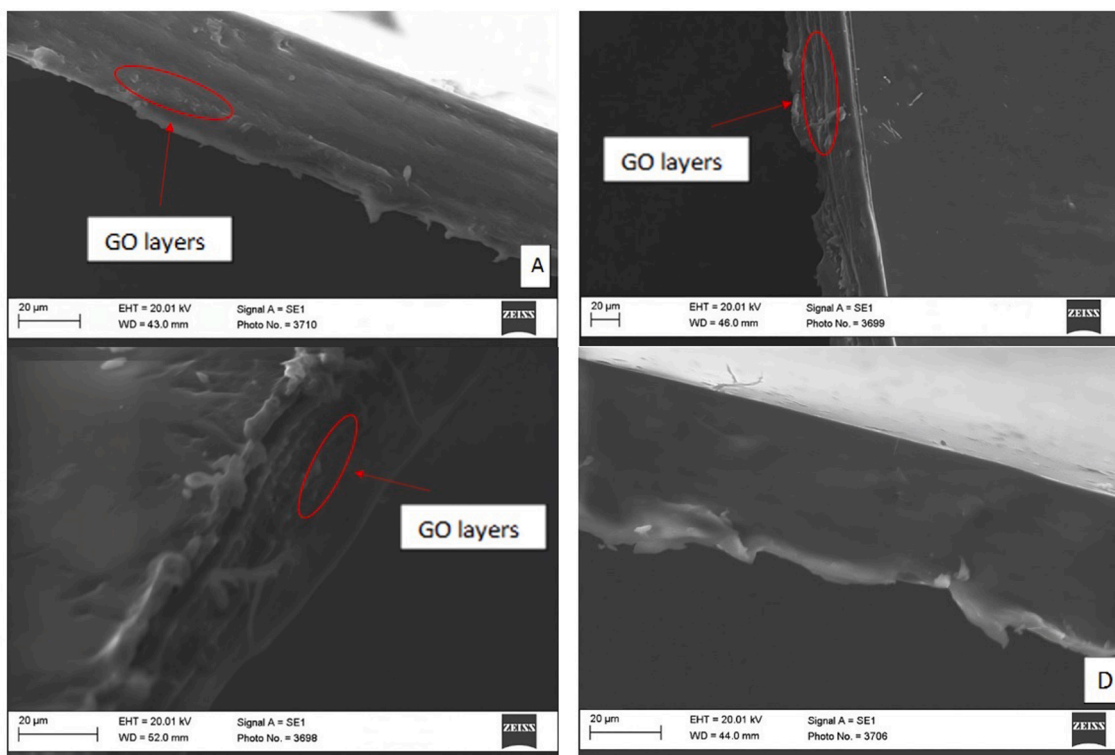 GO layers
A
20 µm
EHT = 20.01 kV
WD = 43.0 mm
Signal A = SE1
Photo No. = 3710
ZEISS
GO layers
20 µm
EHT = 20.01 kV
WD = 46.0 mm
Signal A = SE1
Photo No. = 3699
ZEISS
GO layers
20 µm
EHT = 20.01 kV
WD = 52.0 mm
Signal A = SE1
Photo No. = 3698
ZEISS
D
20 µm
EHT = 20.01 kV
WD = 44.0 mm
Signal A = SE1
Photo No. = 3706
ZEISS